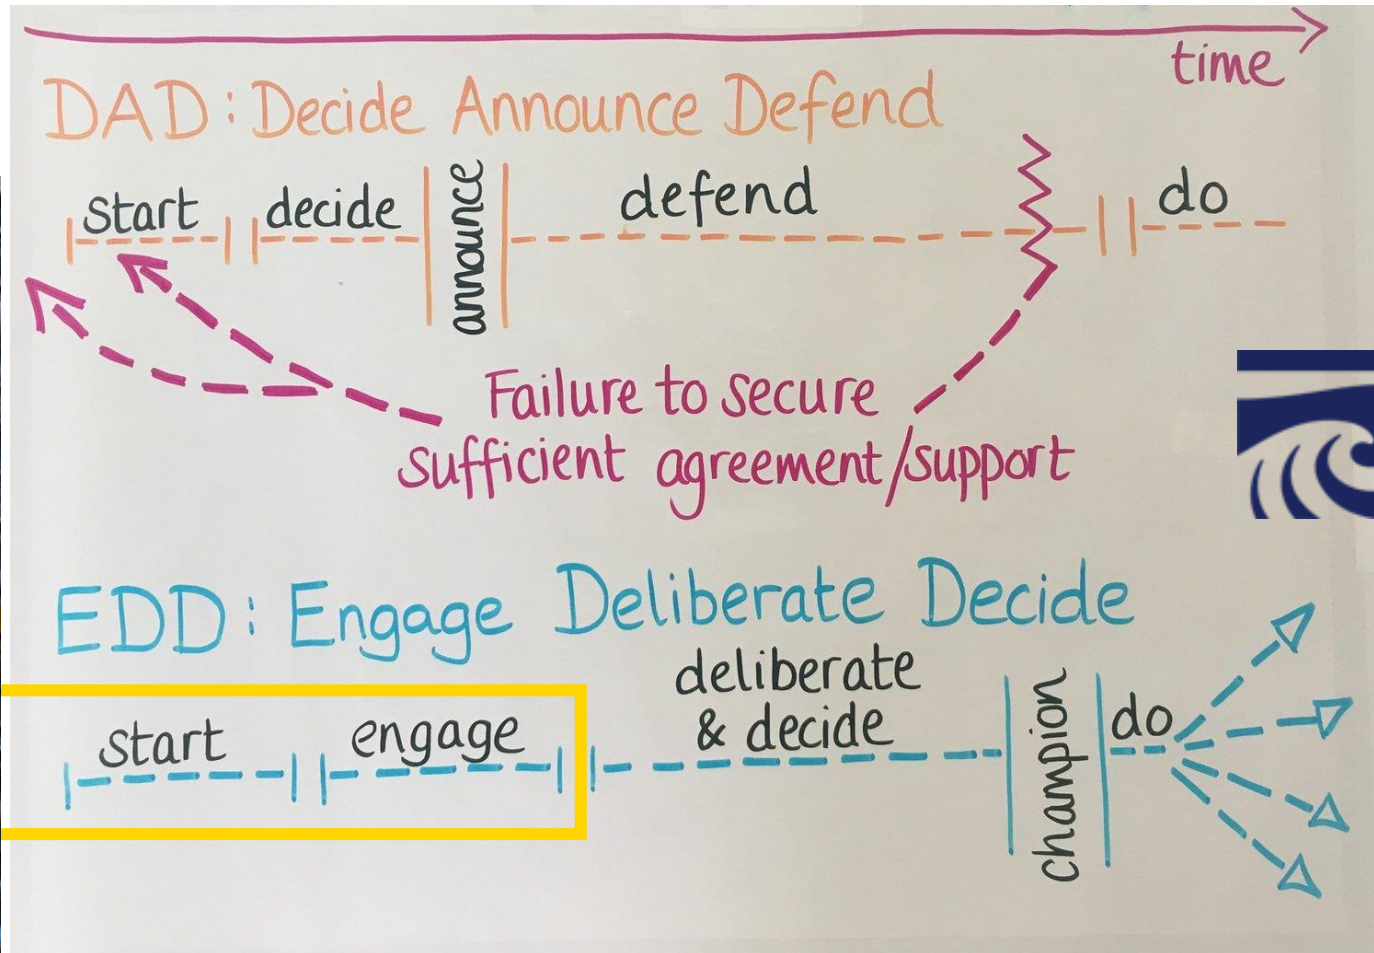 time
DAD: Decide Announce Defend
start decide announce defend do
Failure to secure
sufficient agreement/support
EDD: Engage Deliberate Decide
start engage deliberate
& decide champion do